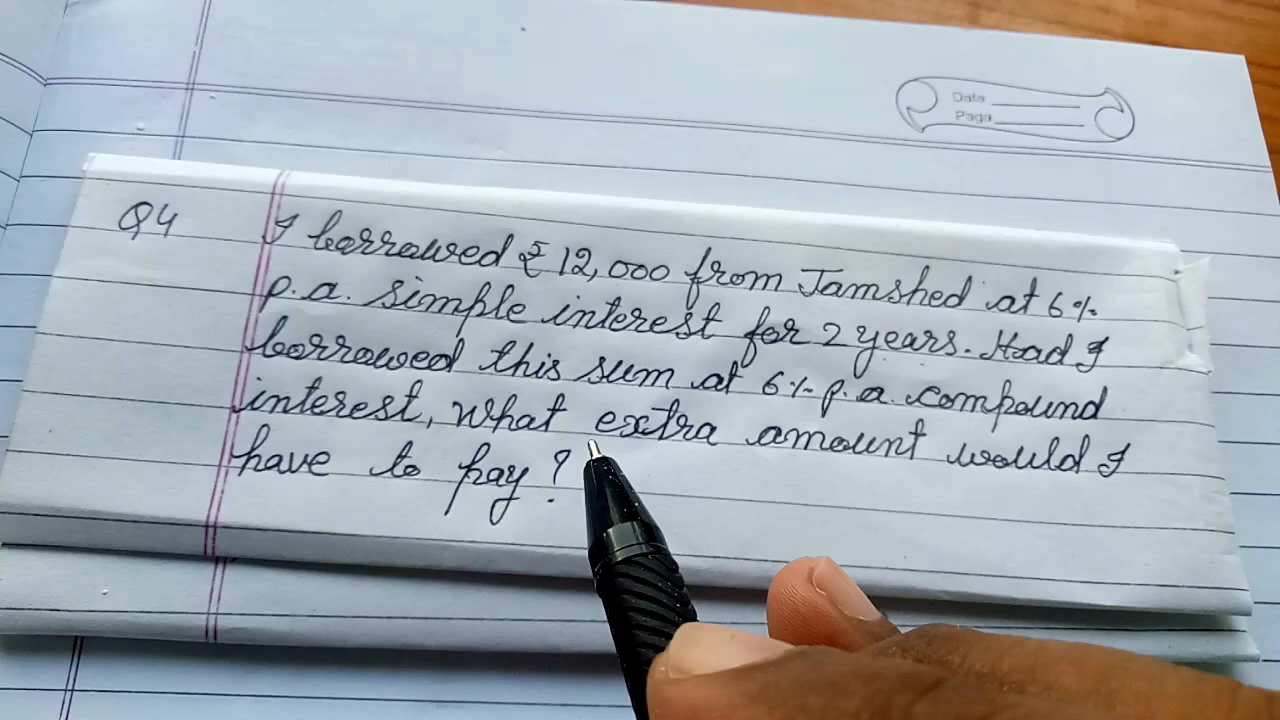 Date
Page
Q4 I borrowed ₹ 12,000 from Jamshed at 6%
p.a. simple interest for 2 years. Had I
borrowed this sum at 6% p.a. compound
interest, what extra amount would I
have to pay?